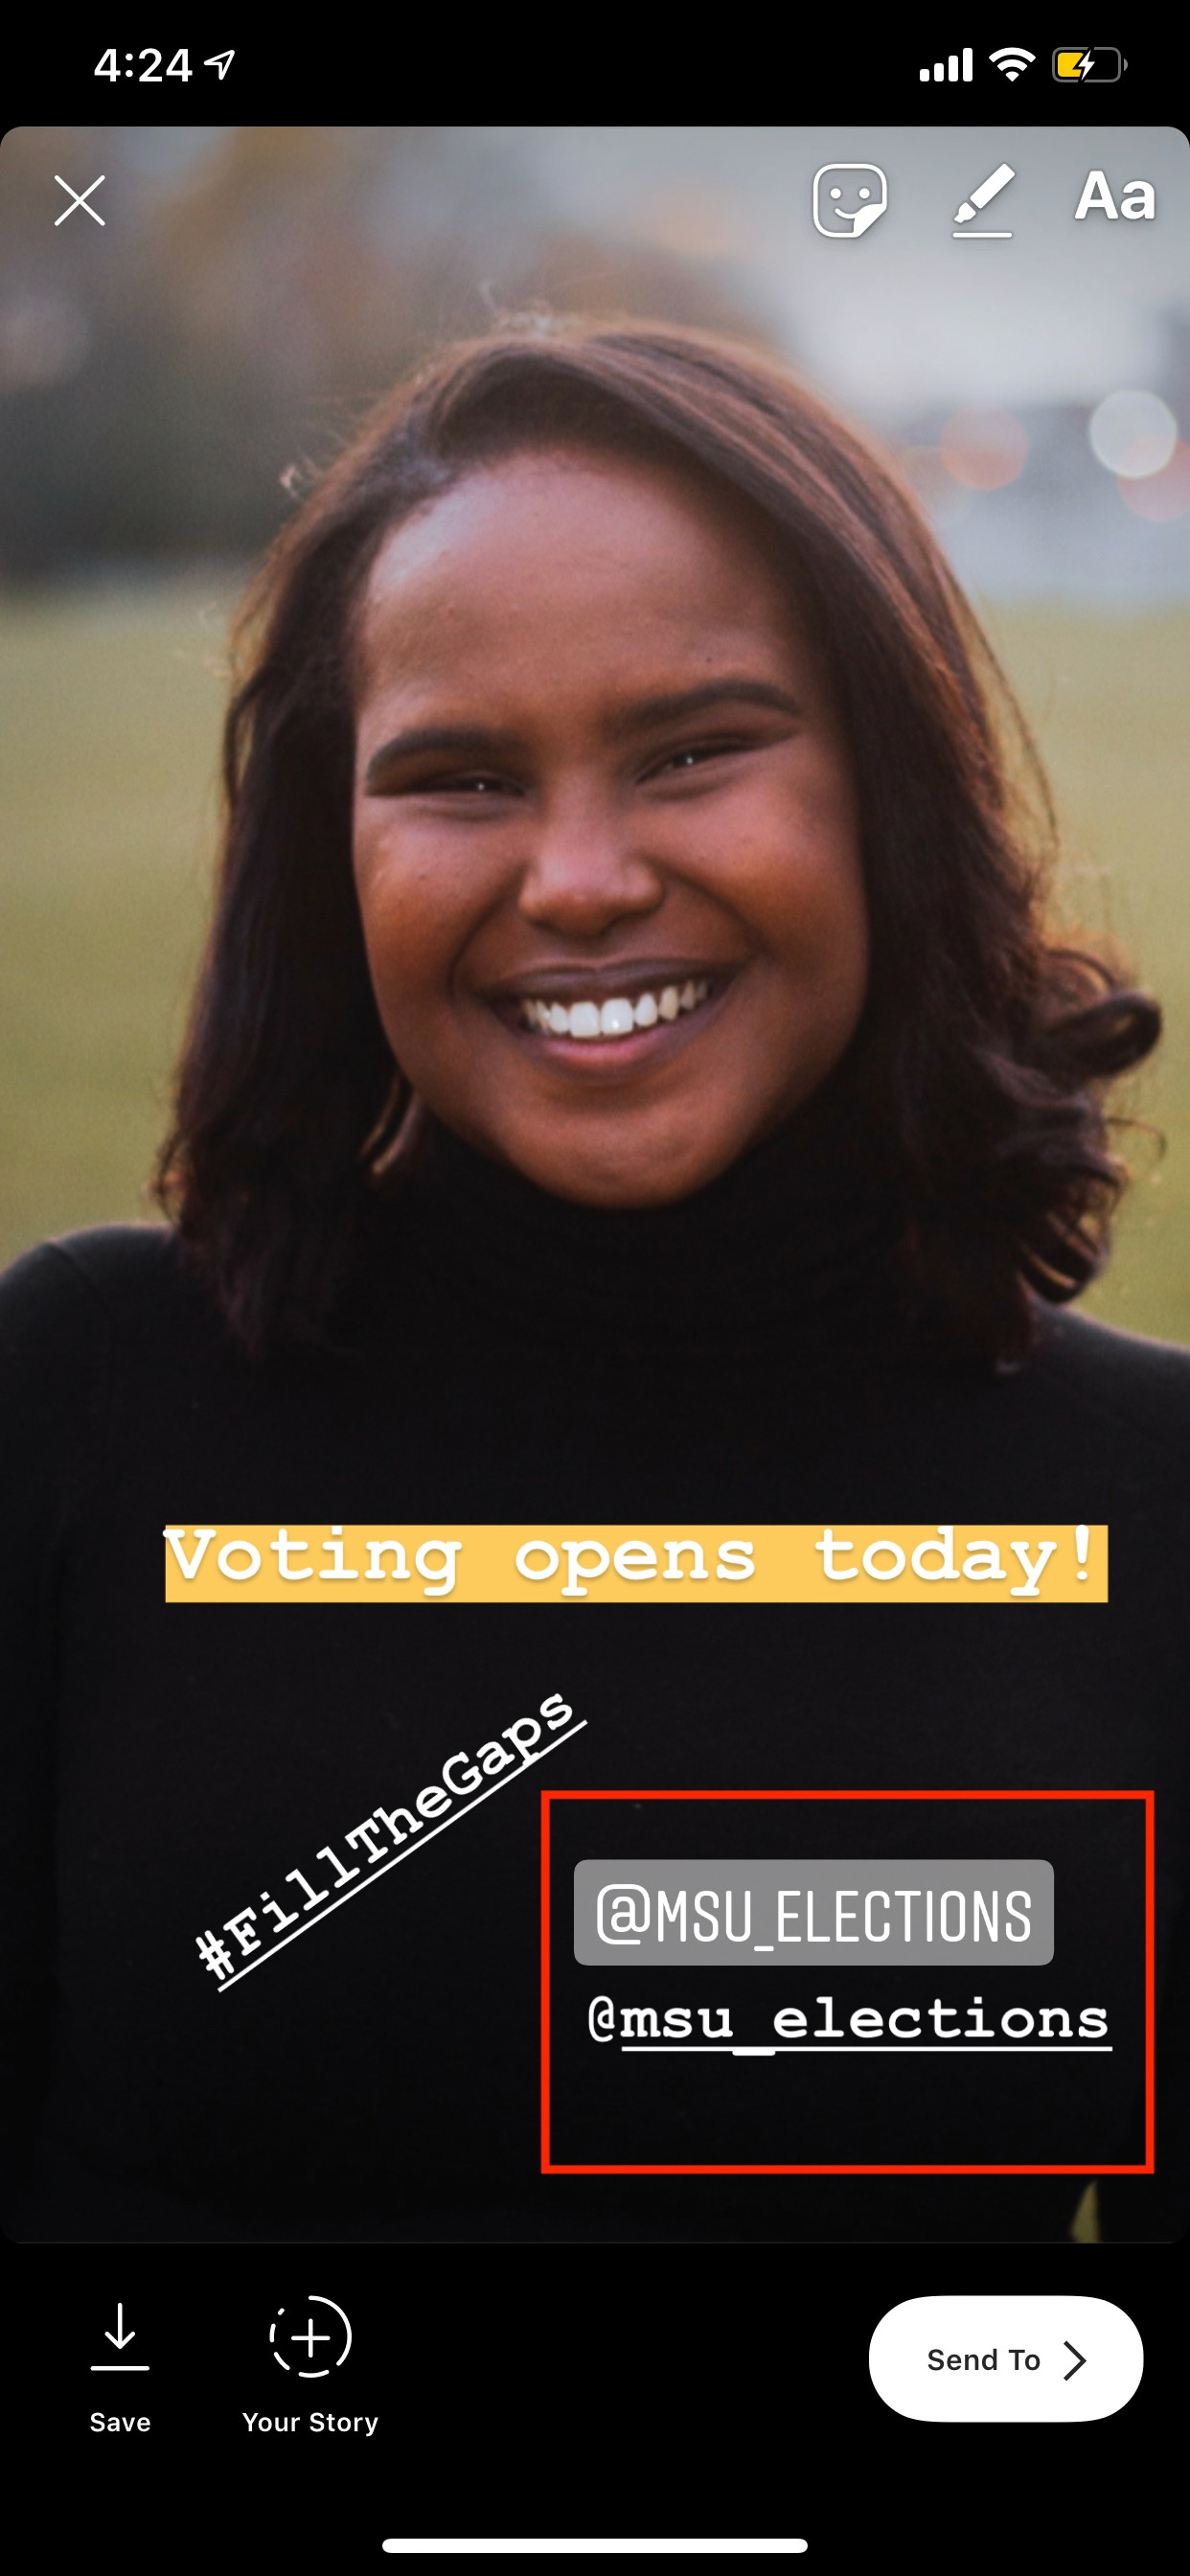 4:24
Aa
Voting opens today!
#FillTheGaps
@MSU_ELECTIONS
@msu_elections
Save
Your Story
Send To